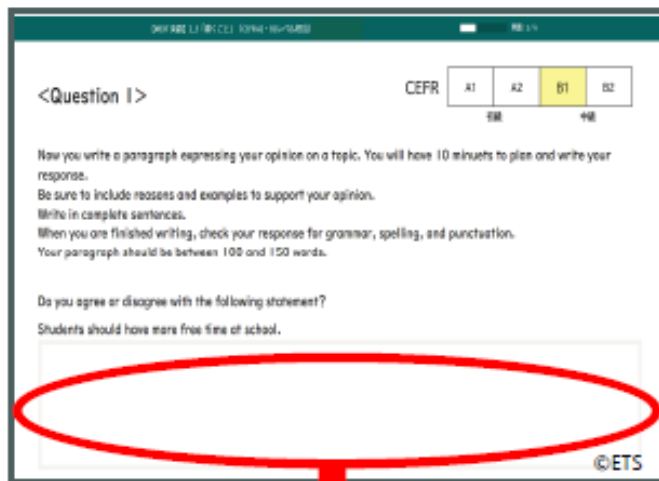 <Question 1>
CEFR A1 A2 B1 B2
初級 中級
Now you write a paragraph expressing your opinion on a topic. You will have 10 minuets to plan and write your
response.
Be sure to include reasons and examples to support your opinion.
Write in complete sentences.
When you are finished writing, check your response for grammar, spelling, and punctuation.
Your paragraph should be between 100 and 150 words.
Do you agree or disagree with the following statement?
Students should have more free time at school.
©ETS